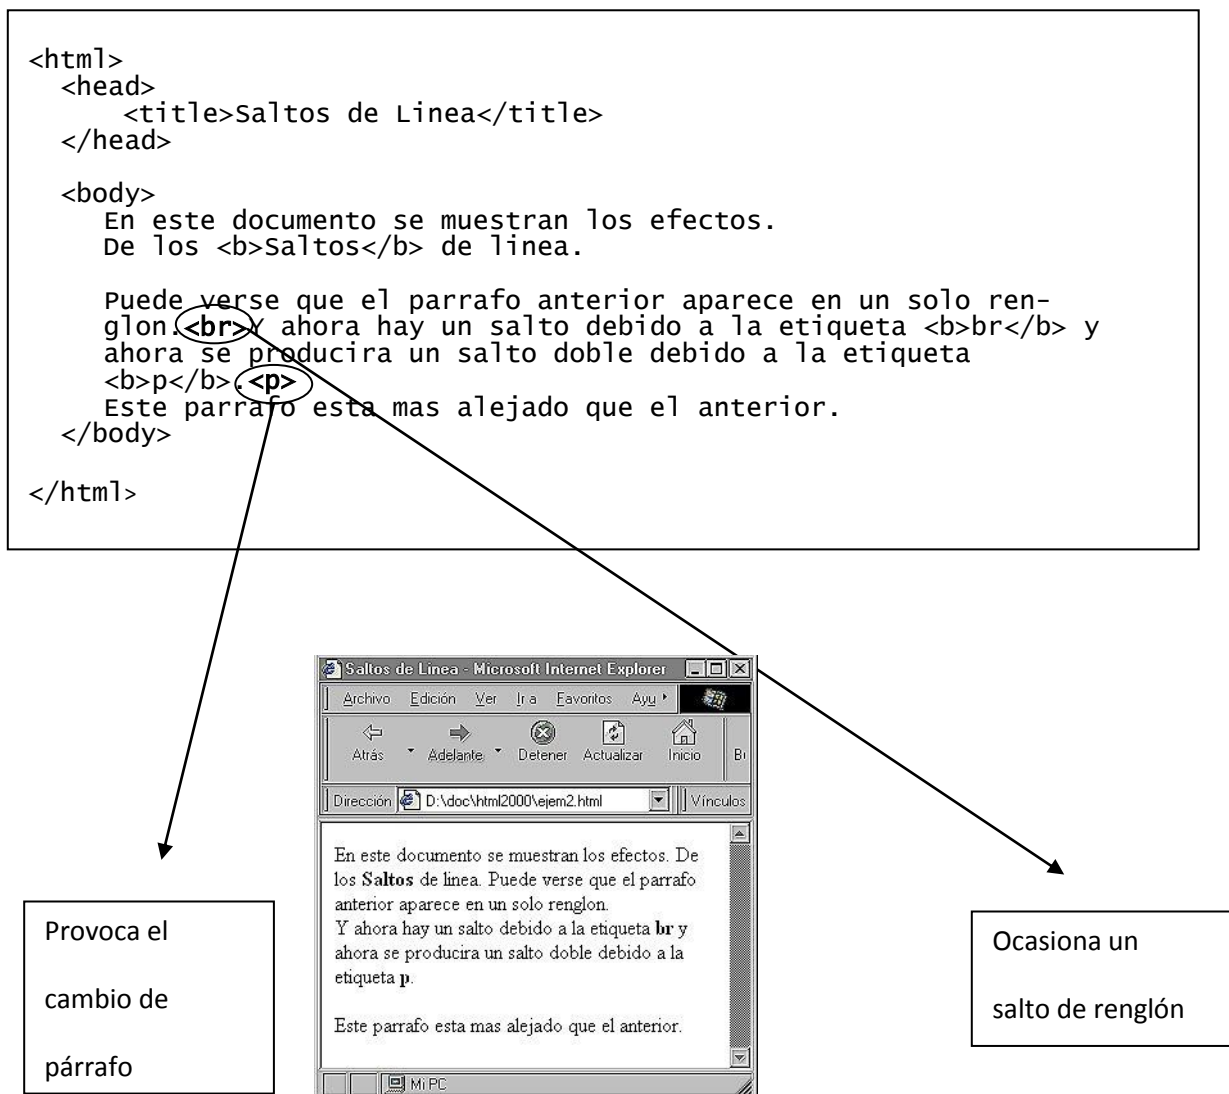 <html>
<head>
<title>Saltos de Linea</title>
</head>
<body>
En este documento se muestran los efectos.
De los <b>Saltos</b> de linea.
Puede verse que el parrafo anterior aparece en un solo ren-
glon.<br>Y ahora hay un salto debido a la etiqueta <b>br</b> y
ahora se producira un salto doble debido a la etiqueta
<b>p</b>.<p>
Este parrafo esta mas alejado que el anterior.
</body>
</html>
Saltos de Linea - Microsoft Internet Explorer
Archivo Edición Ver Ir a Favoritos Ayu
Atrás Adelante Detener Actualizar Inicio
Dirección D:\doc\html2000\ejem2.html Vínculos
En este documento se muestran los efectos. De
los Saltos de linea. Puede verse que el parrafo
anterior aparece en un solo renglon.
Y ahora hay un salto debido a la etiqueta br y
ahora se producira un salto doble debido a la
etiqueta p.
Este parrafo esta mas alejado que el anterior.
Mi PC
Provoca el
cambio de
párrafo
Ocasiona un
salto de renglón